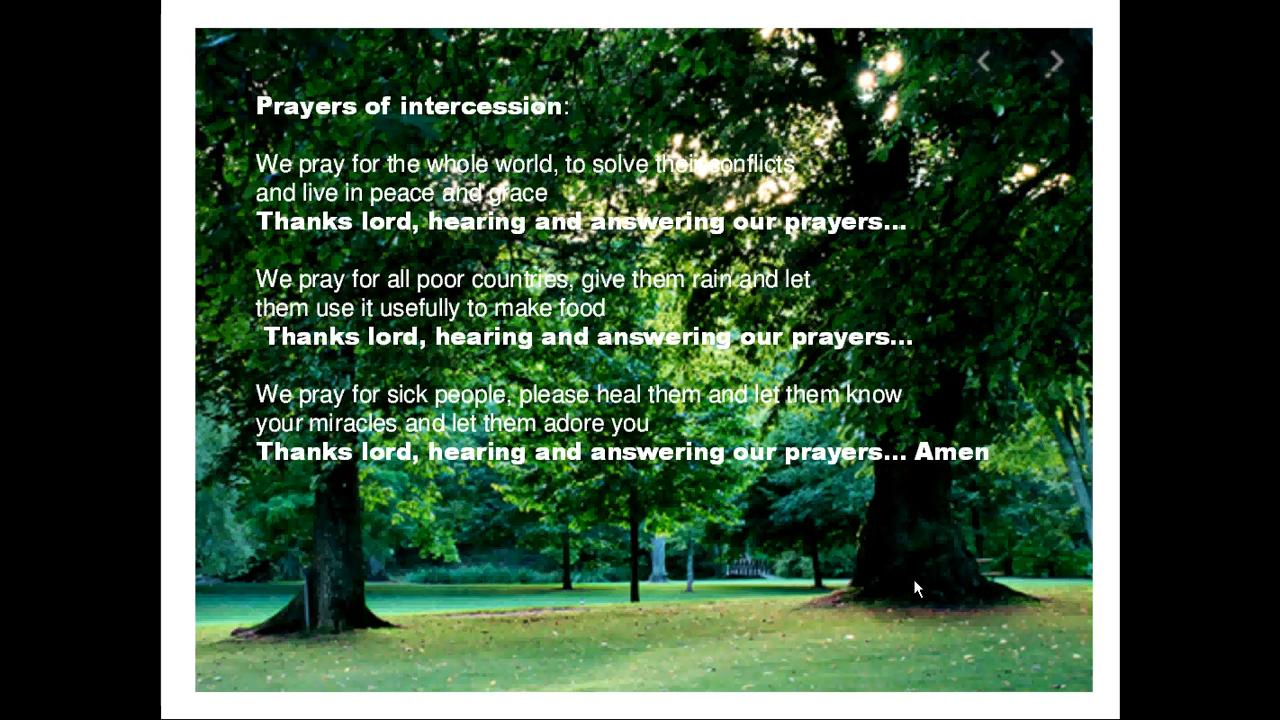 Prayers of intercession:
We pray for the whole world, to solve their conflicts
and live in peace and grace
Thanks lord, hearing and answering our prayers...
We pray for all poor countries, give them rain and let
them use it usefully to make food
Thanks lord, hearing and answering our prayers...
We pray for sick people, please heal them and let them know
your miracles and let them adore you
Thanks lord, hearing and answering our prayers... Amen